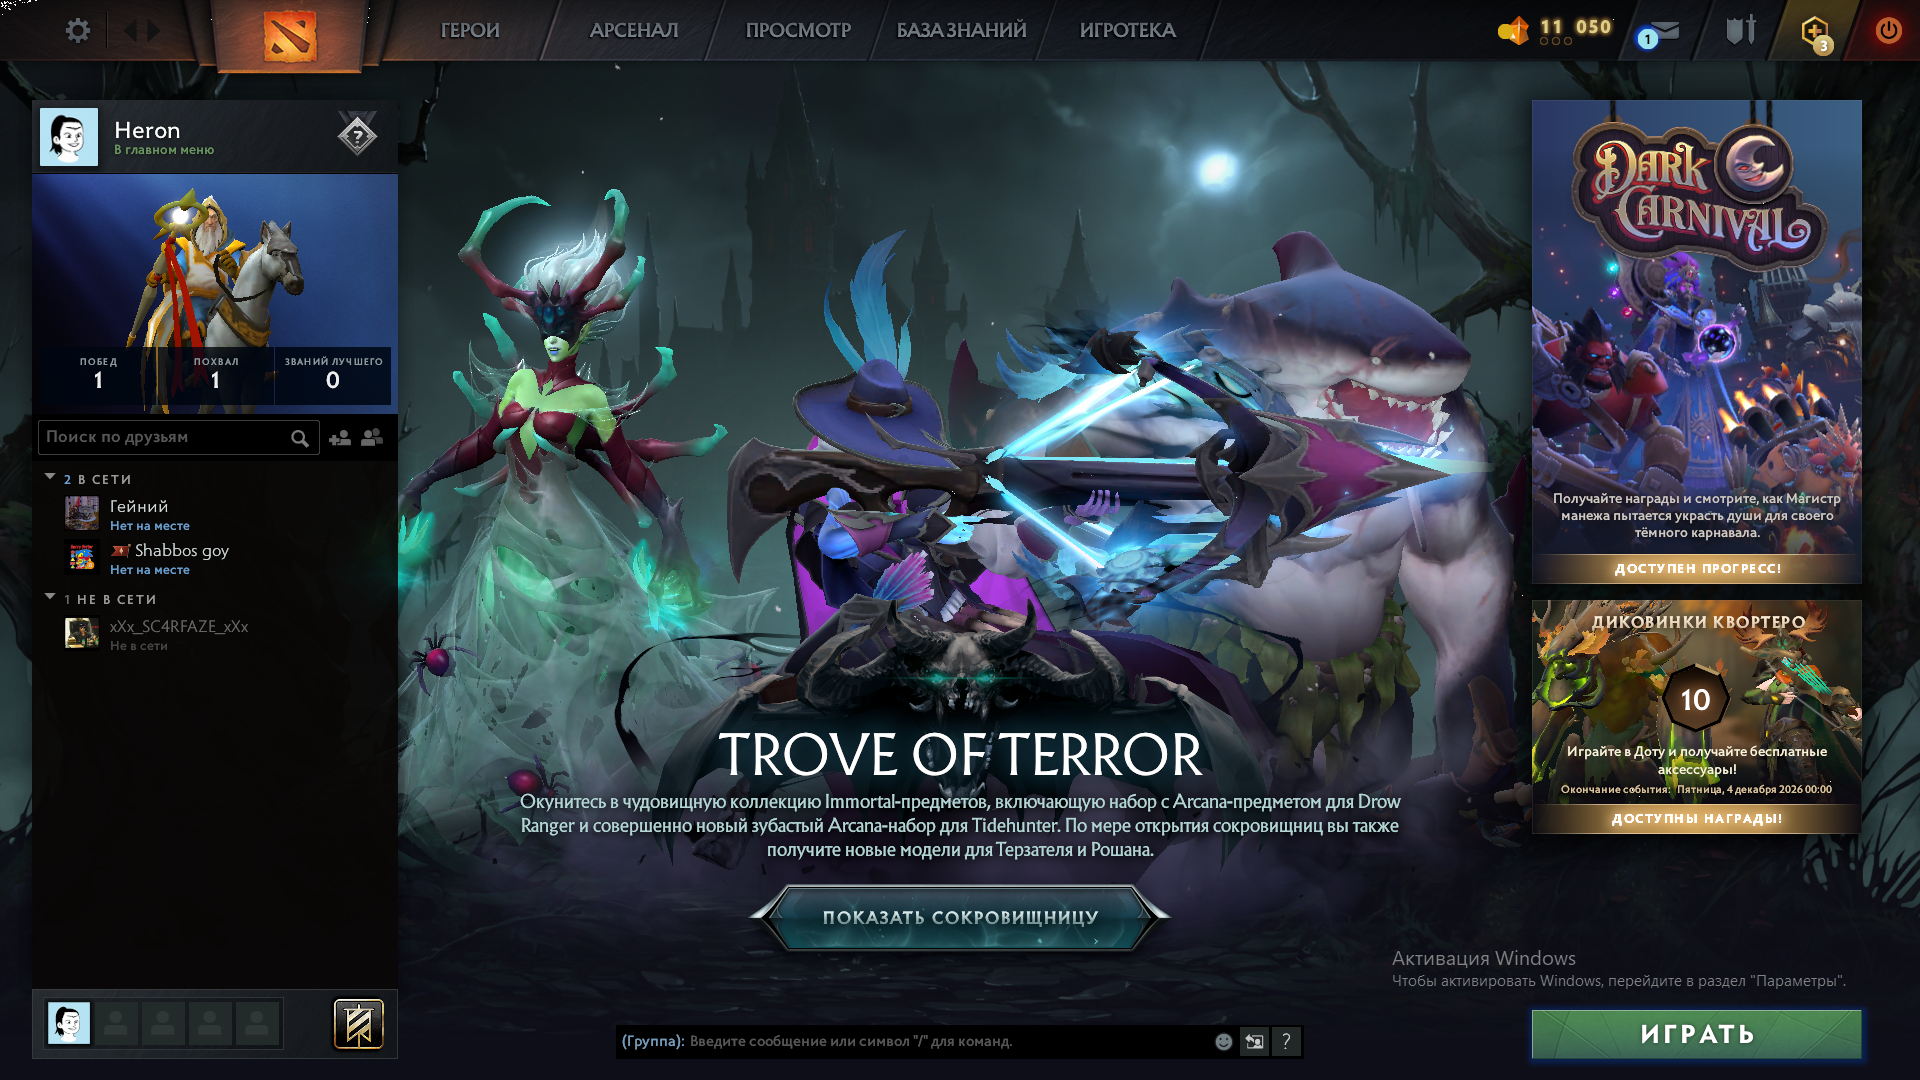 ГЕРОИ
АРСЕНАЛ
ПРОСМОТР
БАЗА ЗНАНИЙ
ИГРОТЕКА
11 050
1
3
Heron
В главном меню
?
ПОБЕД
1
ПОХВАЛ
1
ЗВАНИЙ ЛУЧШЕГО
0
Поиск по друзьям
2 В СЕТИ
Гейний
Нет на месте
Shabbos goy
Нет на месте
1 НЕ В СЕТИ
xXx_SC4RFAZE_xXx
Не в сети
TROVE OF TERROR
Окунитесь в чудовищную коллекцию Immortal-предметов, включающую набор с Arcana-предметом для Drow
Ranger и совершенно новый зубастый Arcana-набор для Tidehunter. По мере открытия сокровищниц вы также
получите новые модели для Терзателя и Рошана.
ПОКАЗАТЬ СОКРОВИЩНИЦУ
(Группа): Введите сообщение или символ "/" для команд.
?
DARK
CARNIVAL
Получайте награды и смотрите, как Магистр
манежа пытается украсть души для своего
тёмного карнавала.
ДОСТУПЕН ПРОГРЕСС!
ДИКОВИНКИ КВОРТЕРО
10
Играйте в Доту и получайте бесплатные
аксессуары!
Окончание события: Пятница, 4 декабря 2026 00:00
ДОСТУПНЫ НАГРАДЫ!
Активация Windows
Чтобы активировать Windows, перейдите в раздел "Параметры".
ИГРАТЬ